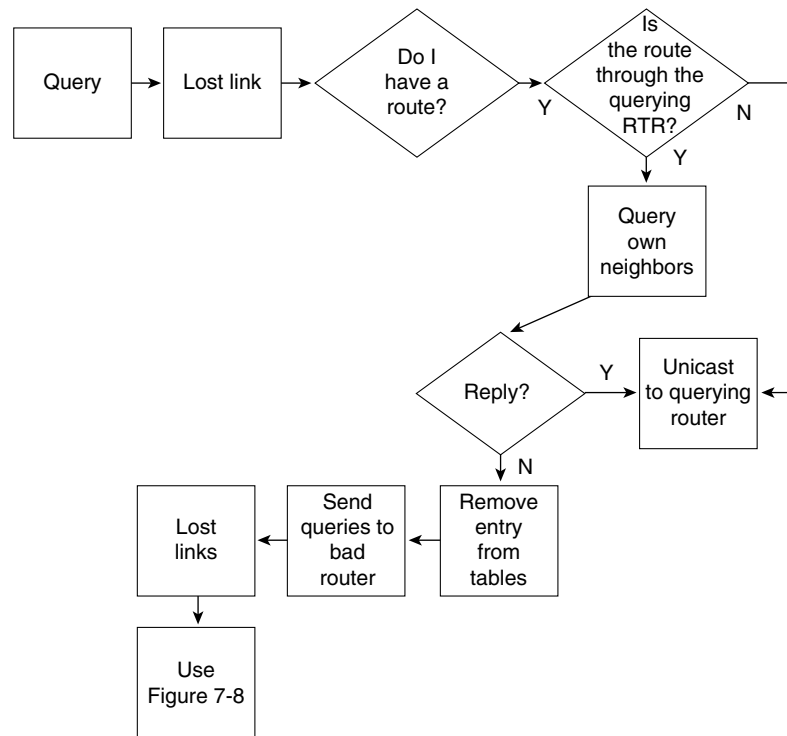 Query
Lost link
Do I
have a
route?
Y
Is
the route
through the
querying
RTR?
N
Y
Query
own
neighbors
Reply?
Y
Unicast
to querying
router
N
Remove
entry
from
tables
Send
queries to
bad
router
Lost
links
Use
Figure 7-8